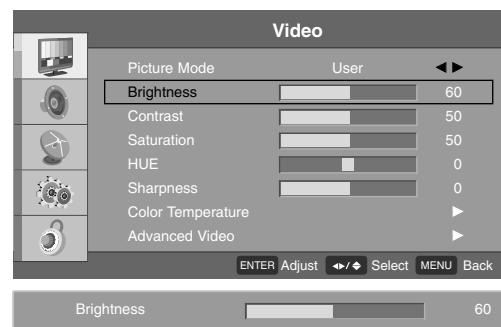 Video
Picture Mode User
Brightness 60
Contrast 50
Saturation 50
HUE 0
Sharpness 0
Color Temperature
Advanced Video
ENTER Adjust Select MENU Back
Brightness 60